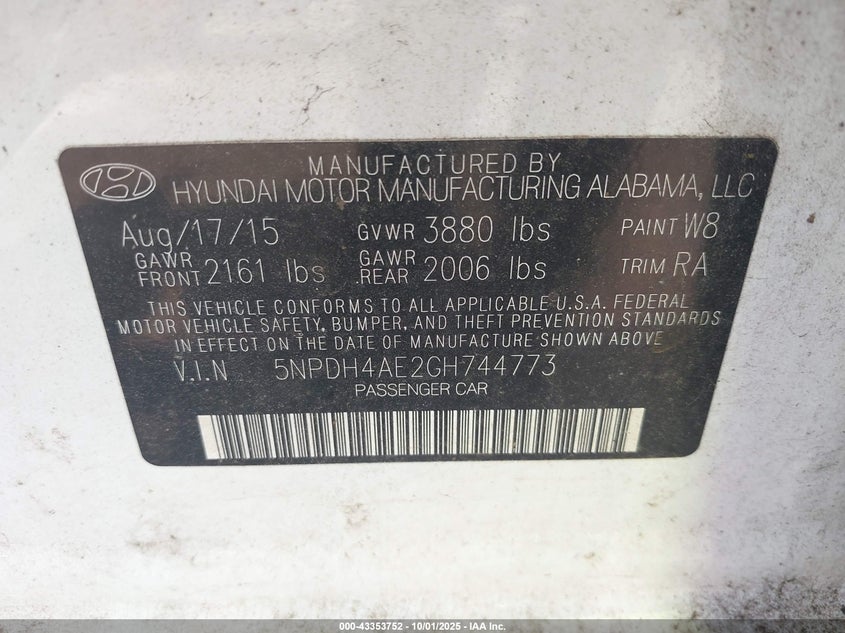 MANUFACTURED BY
HYUNDAI MOTOR MANUFACTURING ALABAMA, LLC
Aug/17/15 GVWR 3880 lbs PAINT W8
GAWR FRONT 2161 lbs GAWR REAR 2006 lbs TRIM RA
THIS VEHICLE CONFORMS TO ALL APPLICABLE U.S.A. FEDERAL
MOTOR VEHICLE SAFETY, BUMPER, AND THEFT PREVENTION STANDARDS
IN EFFECT ON THE DATE OF MANUFACTURE SHOWN ABOVE
V.I.N 5NPDH4AE2GH744773
PASSENGER CAR
000-43353752 - 10/01/2025 - IAA Inc.